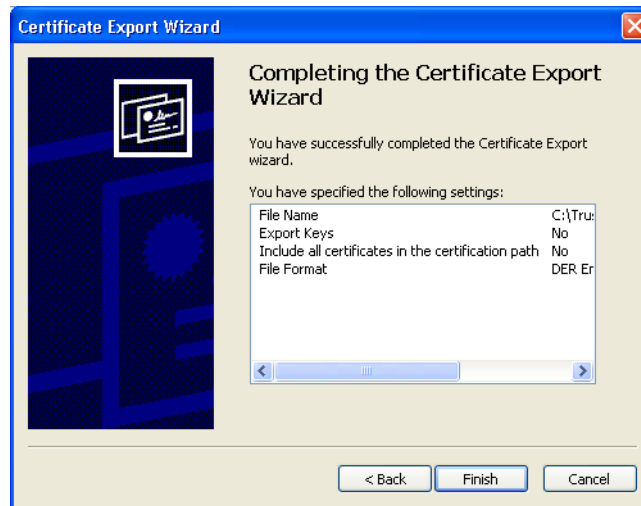 Certificate Export Wizard
Completing the Certificate Export
Wizard
You have successfully completed the Certificate Export
wizard.
You have specified the following settings:
File Name C:\Tru
Export Keys No
Include all certificates in the certification path No
File Format DER
< Back Finish Cancel